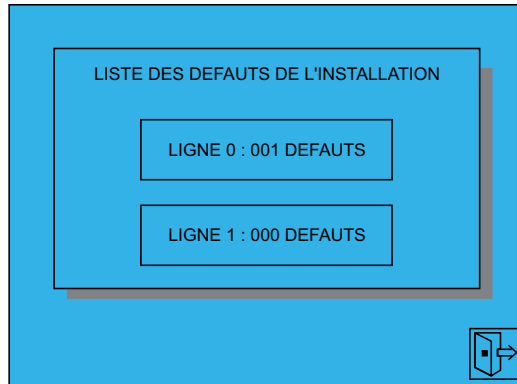 LISTE DES DEFAUTS DE L'INSTALLATION
LIGNE 0 : 001 DEFAUTS
LIGNE 1 : 000 DEFAUTS